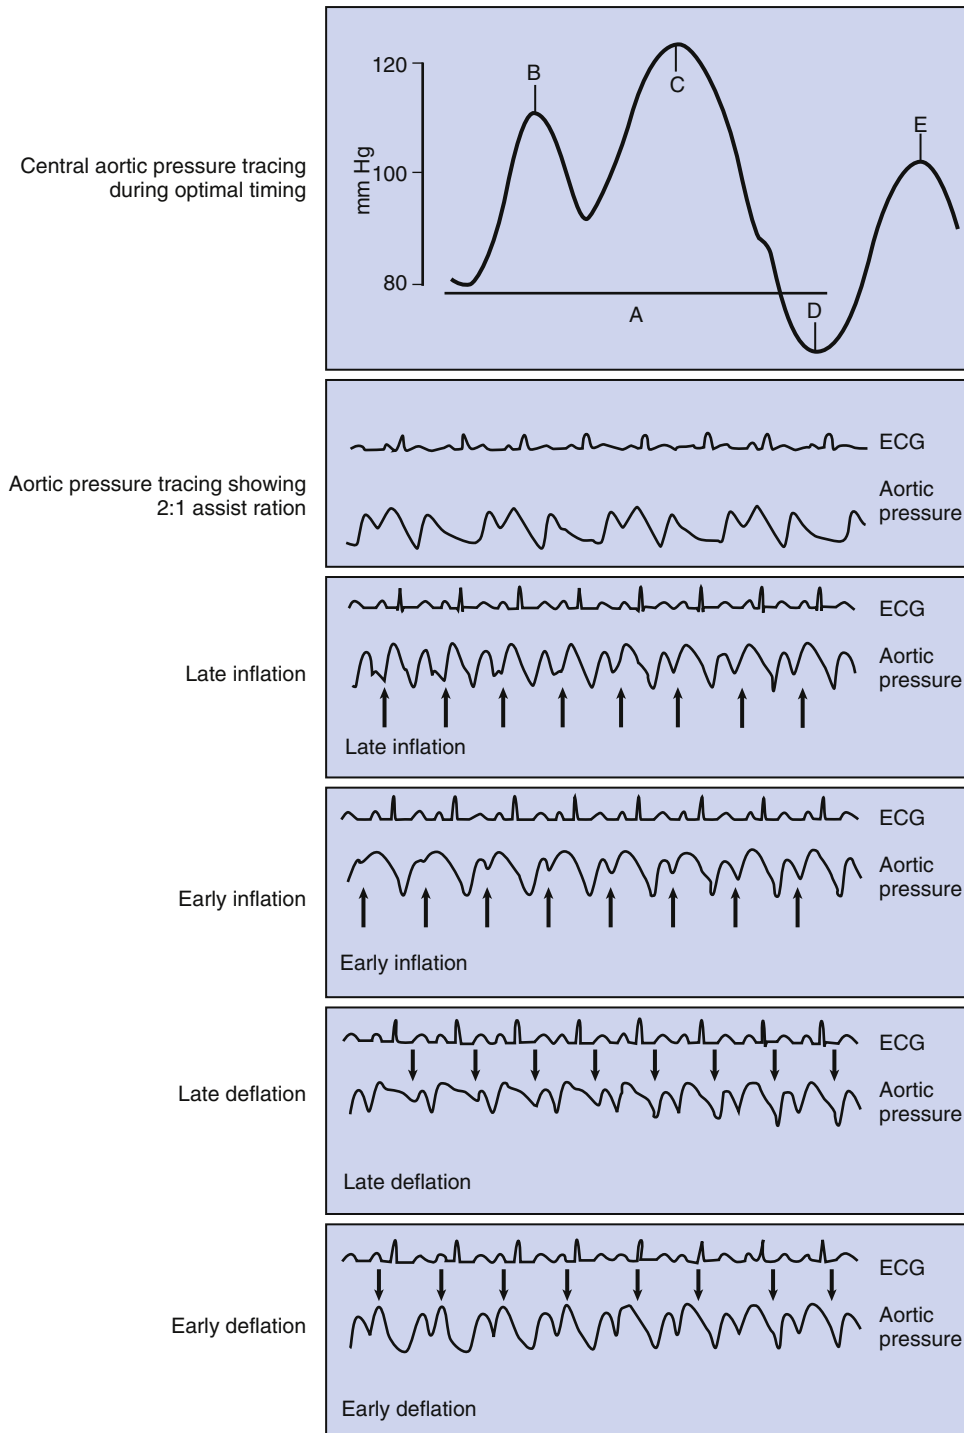 Central aortic pressure tracing
during optimal timing
120
100
80
mm Hg
A
B
C
D
E
Aortic pressure tracing showing
2:1 assist ration
ECG
Aortic
pressure
Late inflation
ECG
Aortic
pressure
Late inflation
Early inflation
ECG
Aortic
pressure
Early inflation
Late deflation
ECG
Aortic
pressure
Late deflation
Early deflation
ECG
Aortic
pressure
Early deflation